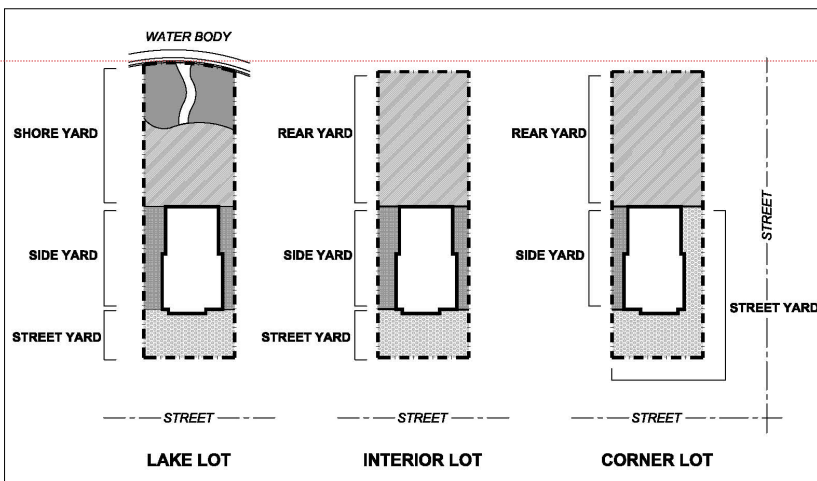 WATER BODY
SHORE YARD
SIDE YARD
STREET YARD
STREET
LAKE LOT
REAR YARD
SIDE YARD
STREET YARD
STREET
INTERIOR LOT
REAR YARD
SIDE YARD
STREET
STREET YARD
STREET
CORNER LOT